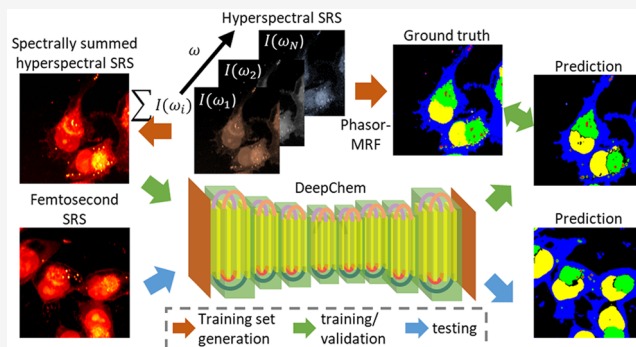 Hyperspectral SRS
Spectrally summed
hyperspectral SRS
ω
I(ω_N)
I(ω_2)
I(ω_1)
∑ I(ω_i)
Ground truth
Prediction
Phasor-
MRF
Femtosecond
SRS
DeepChem
Prediction
Training set
generation
training/
validation
testing